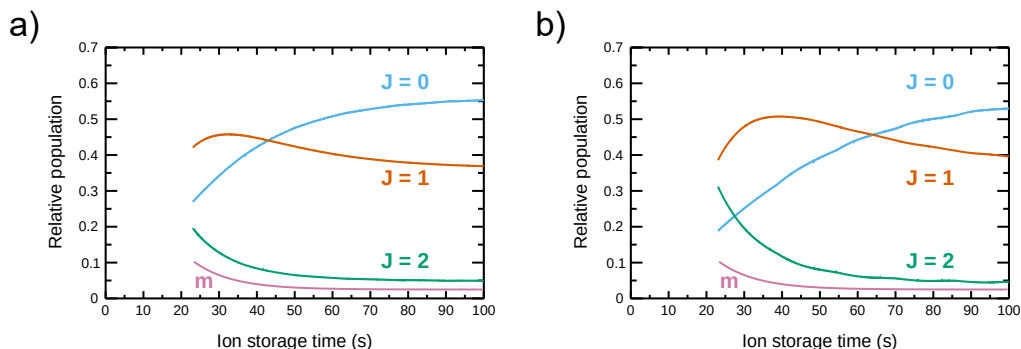 a)
0.7
0.6
0.5
0.4
0.3
0.2
0.1
0
Relative population
J = 0
J = 1
J = 2
m
0 10 20 30 40 50 60 70 80 90 100
Ion storage time (s)
b)
0.7
0.6
0.5
0.4
0.3
0.2
0.1
0
Relative population
J = 0
J = 1
J = 2
m
0 10 20 30 40 50 60 70 80 90 100
Ion storage time (s)